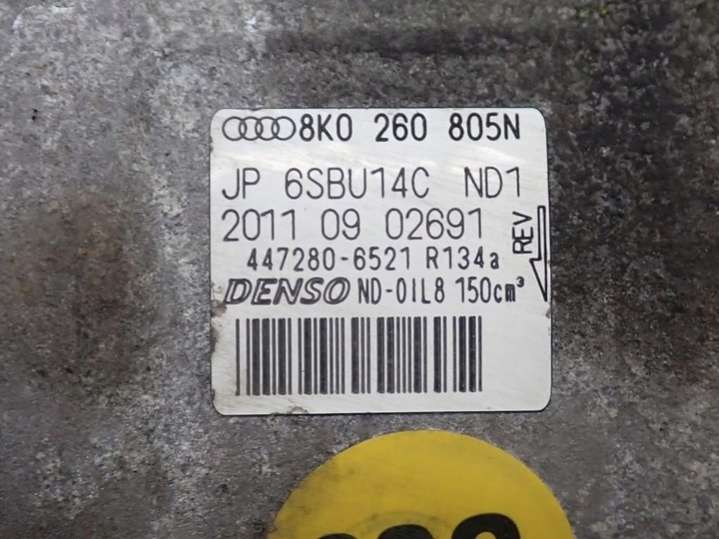 8K0 260 805N
JP 6SBU14C ND1
2011 09 02691
REV
447280-6521 R134a
DENSO ND-OIL8 150cm³